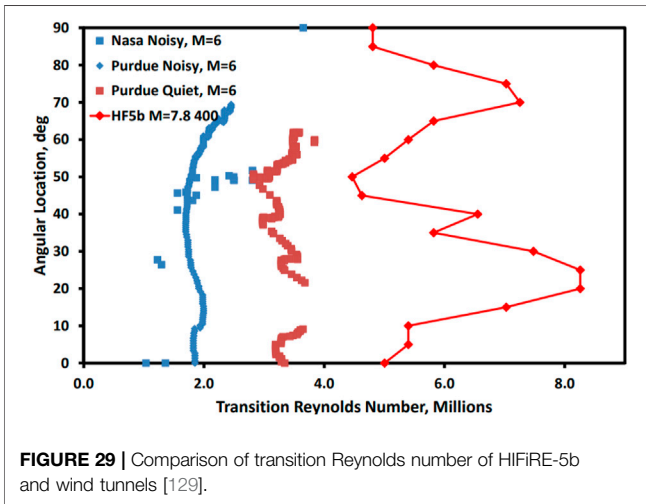 90
80
70
60
50
40
30
20
10
0
Angular Location, deg
Nasa Noisy, M=6
Purdue Noisy, M=6
Purdue Quiet, M=6
HF5b M=7.8 400
0.0 2.0 4.0 6.0 8.0
Transition Reynolds Number, Millions
FIGURE 29 | Comparison of transition Reynolds number of HIFiRE-5b
and wind tunnels [129].